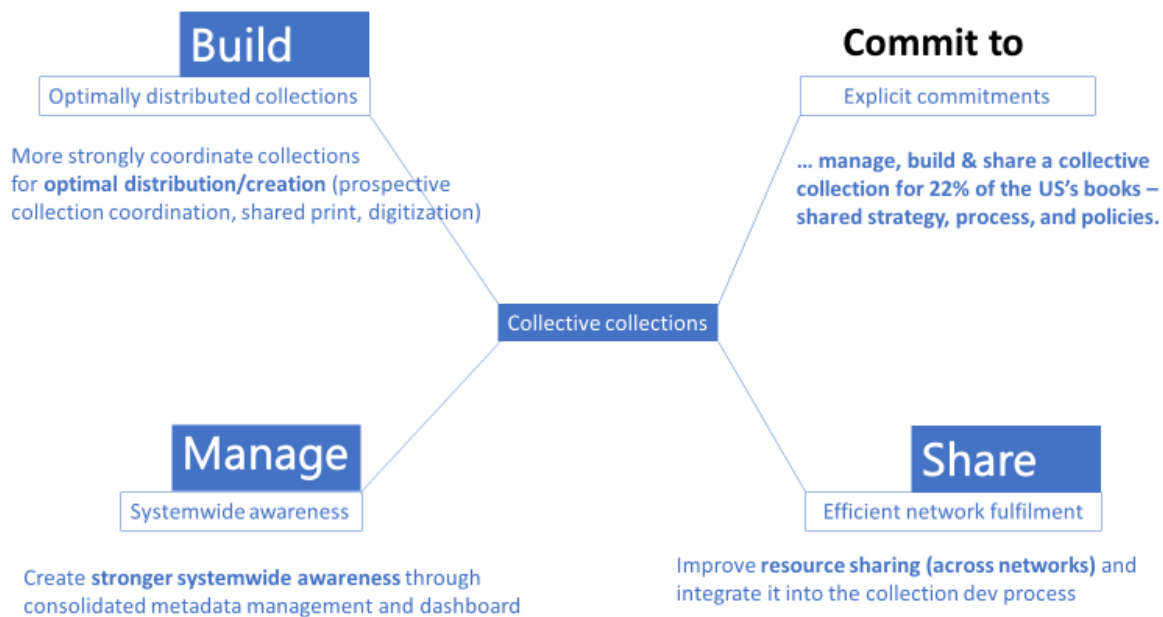 Build
Optimally distributed collections
More strongly coordinate collections
for optimal distribution/creation (prospective
collection coordination, shared print, digitization)
Commit to
Explicit commitments
... manage, build & share a collective
collection for 22% of the US's books –
shared strategy, process, and policies.
Collective collections
Manage
Systemwide awareness
Create stronger systemwide awareness through
consolidated metadata management and dashboard
Share
Efficient network fulfilment
Improve resource sharing (across networks) and
integrate it into the collection dev process